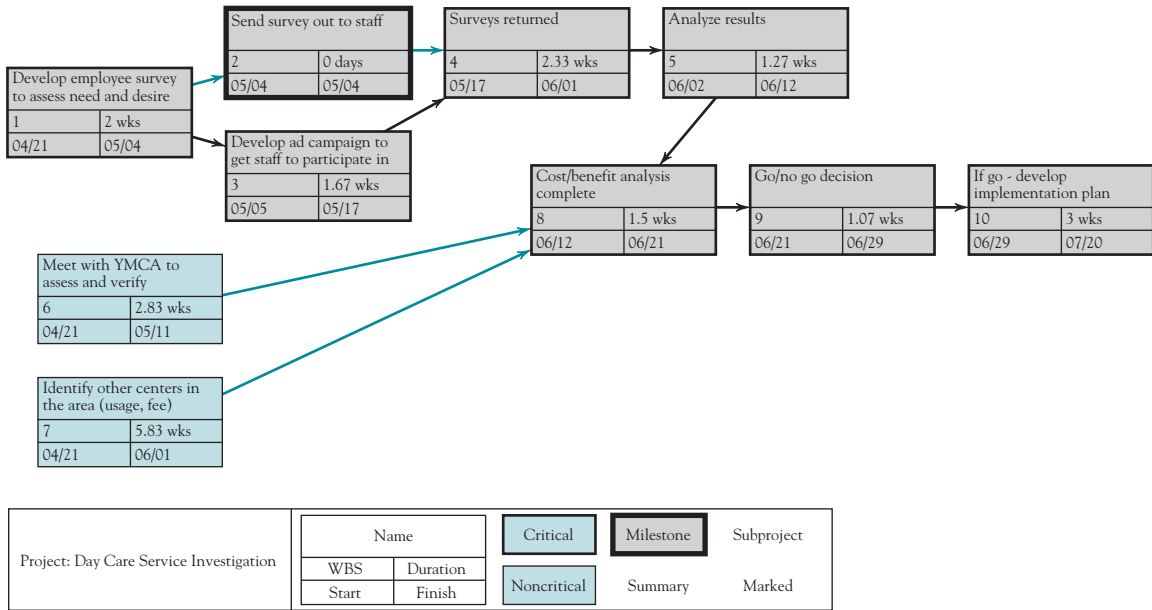 Send survey out to staff
2 0 days
05/04 05/04
Surveys returned
4 2.33 wks
05/17 06/01
Analyze results
5 1.27 wks
06/02 06/12
Develop employee survey
to assess need and desire
1 2 wks
04/21 05/04
Develop ad campaign to
get staff to participate in
3 1.67 wks
05/05 05/17
Cost/benefit analysis
complete
8 1.5 wks
06/12 06/21
Go/no go decision
9 1.07 wks
06/21 06/29
If go - develop
implementation plan
10 3 wks
06/29 07/20
Meet with YMCA to
assess and verify
6 2.83 wks
04/21 05/11
Identify other centers in
the area (usage, fee)
7 5.83 wks
04/21 06/01
Project: Day Care Service Investigation
Name
WBS Duration
Start Finish
Critical Milestone Subproject
Noncritical Summary Marked